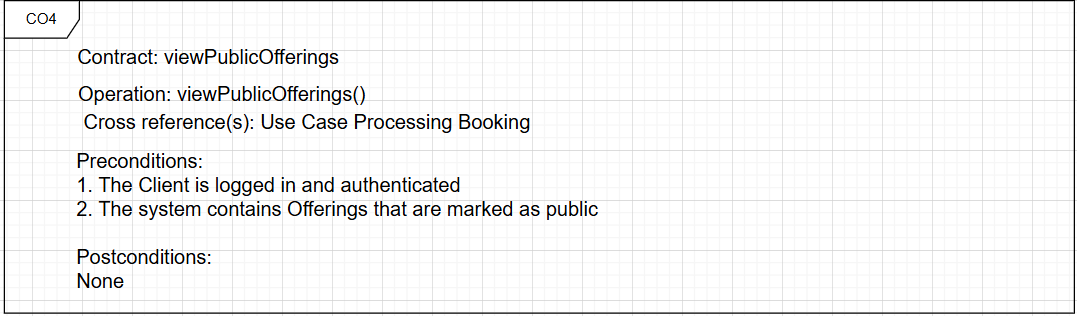 CO4
Contract: viewPublicOfferings
Operation: viewPublicOfferings()
Cross reference(s): Use Case Processing Booking
Preconditions:
1. The Client is logged in and authenticated
2. The system contains Offerings that are marked as public
Postconditions:
None